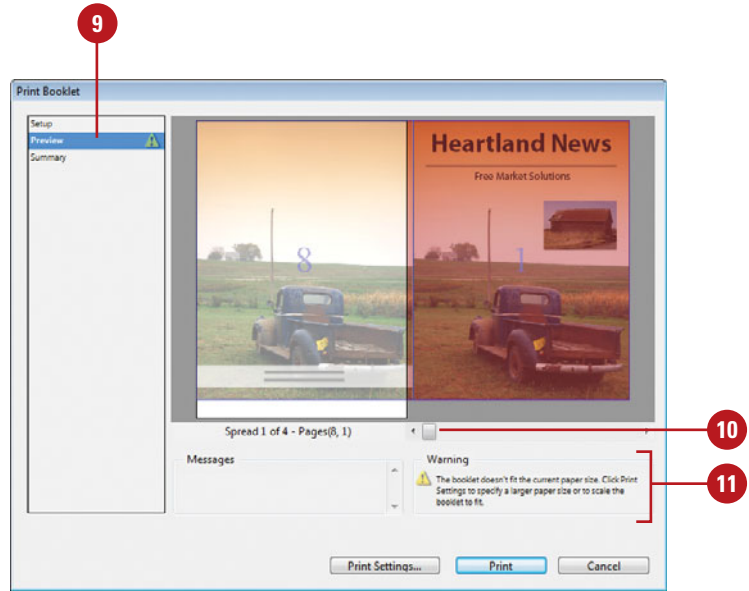 9
Print Booklet
Setup
Preview
Summary
Heartland News
Free Market Solutions
8
1
Spread 1 of 4 - Pages(8, 1)
10
Messages
Warning
The booklet doesn't fit the current paper size. Click Print
Settings to specify a larger paper size or to scale the
booklet to fit.
11
Print Settings...
Print
Cancel